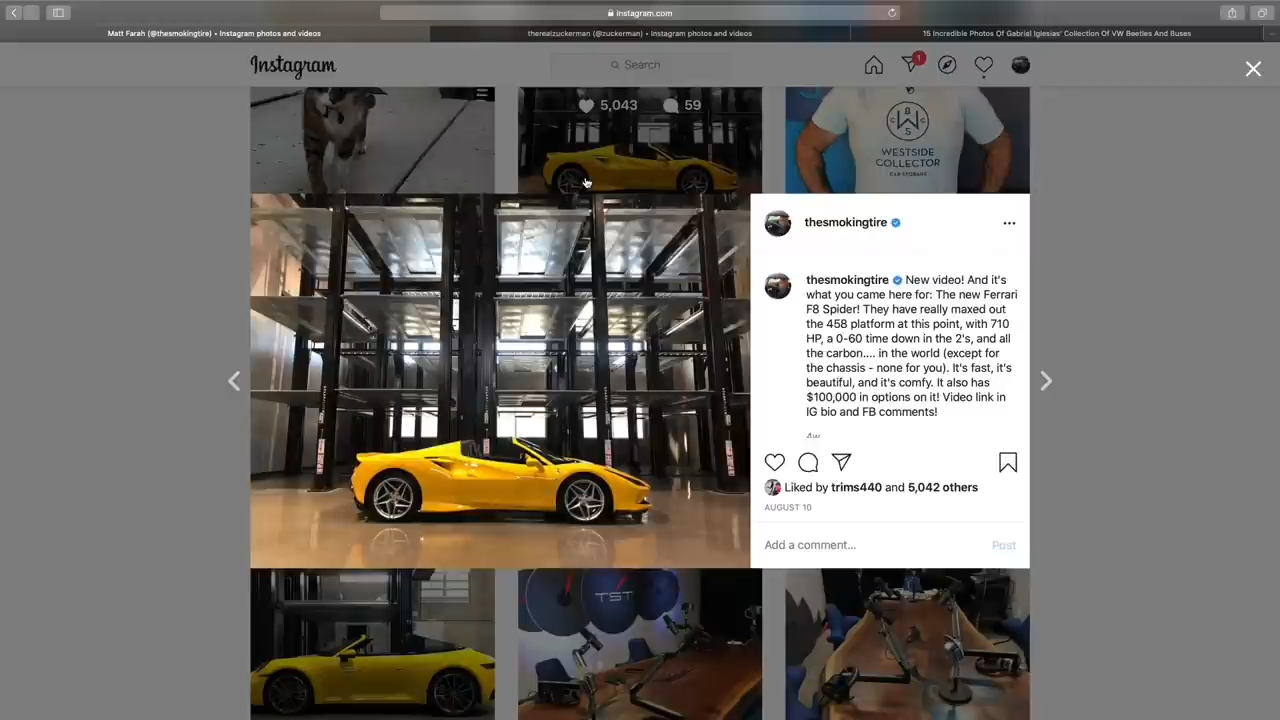 instagram.com
Matt Farah (@thesmokingtire) • Instagram photos and videos
therealzuckerman (@zuckerman) • Instagram photos and videos
15 Incredible Photos Of Gabriel Iglesias' Collection Of VW Beetles And Buses
Instagram
Search
1
5,043
59
W
B
C
S
WESTSIDE
COLLECTOR
CAR STORAGE
thesmokingtire
thesmokingtire New video! And it's
what you came here for: The new Ferrari
F8 Spider! They have really maxed out
the 458 platform at this point, with 710
HP, a 0-60 time down in the 2's, and all
the carbon.... in the world (except for
the chassis - none for you). It's fast, it's
beautiful, and it's comfy. It also has
$100,000 in options on it! Video link in
IG bio and FB comments!
4w
Liked by trims440 and 5,042 others
AUGUST 10
Add a comment...
Post
TST